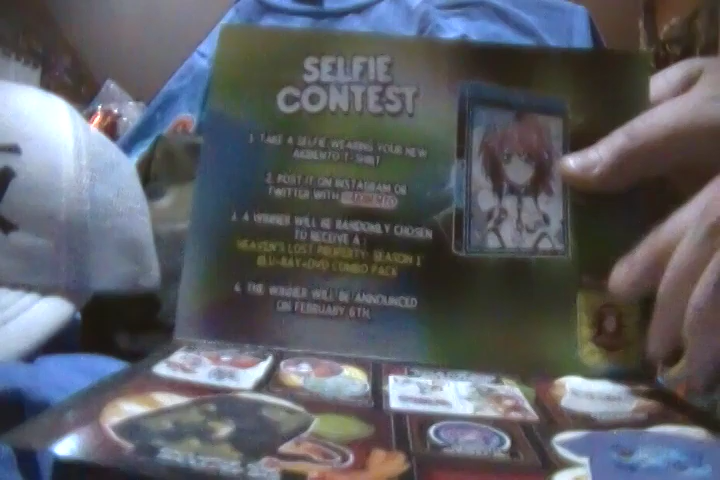 SELFIE
CONTEST
1. TAKE A SELFIE WEARING YOUR NEW
AKIBENTO T-SHIRT
2. POST IT ON INSTAGRAM OR
TWITTER WITH
3. A WINNER WILL BE RANDOMLY CHOSEN
TO RECEIVE A:
HEAVEN'S LOST PROPERTY: SEASON 1
BLU-RAY+DVD COMBO PACK
4. THE WINNER WILL BE ANNOUNCED
ON FEBRUARY 6TH.